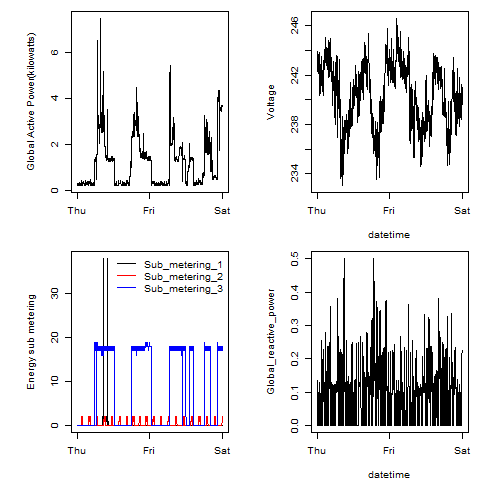 Global Active Power(kilowatts)
0
2
4
6
Thu
Fri
Sat
Voltage
234
238
242
246
Thu
Fri
Sat
datetime
Energy sub metering
0
10
20
30
Sub_metering_1
Sub_metering_2
Sub_metering_3
Thu
Fri
Sat
Global_reactive_power
0.0
0.1
0.2
0.3
0.4
0.5
Thu
Fri
Sat
datetime